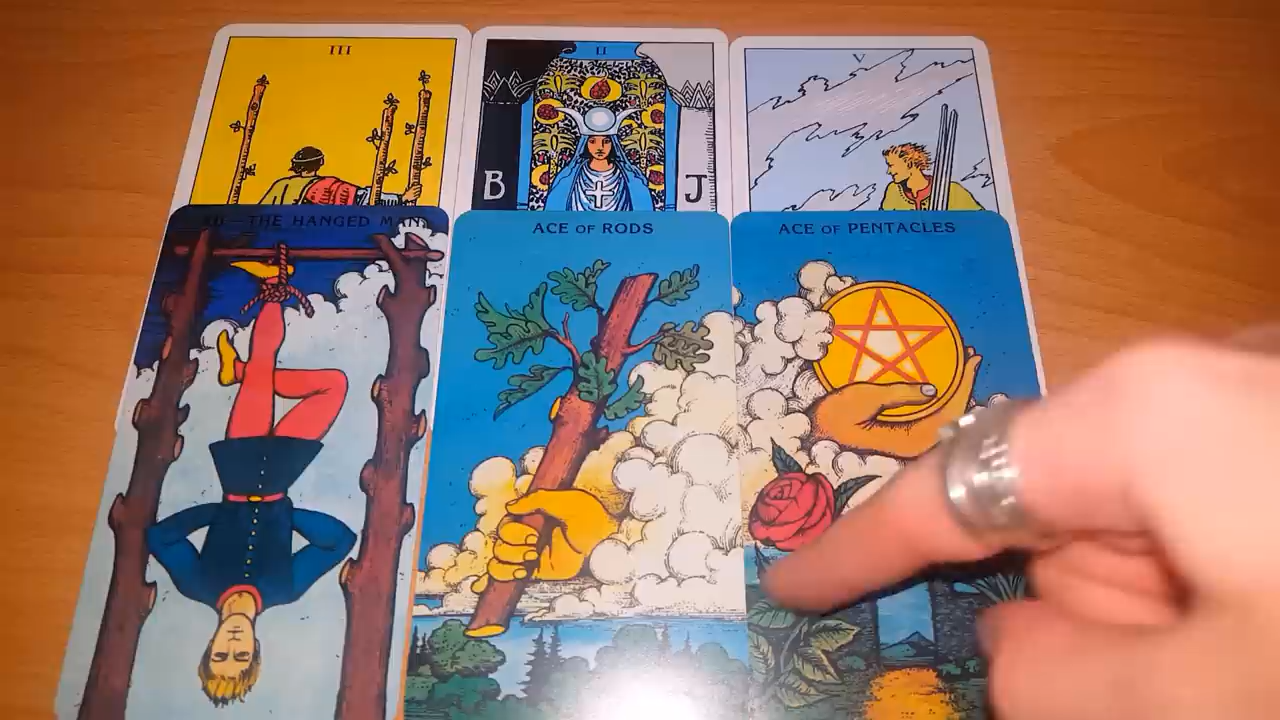 III
II
V
B
J
THE HANGED MAN
ACE OF RODS
ACE OF PENTACLES